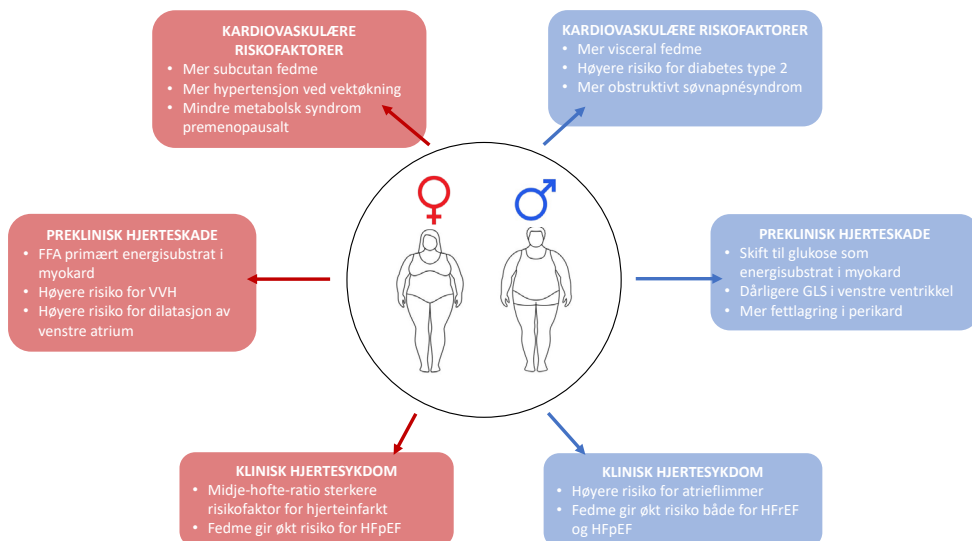 KARDIOVASKULÆRE
RISKOFAKTORER
• Mer subcutan fedme
• Mer hypertensjon ved vektøkning
• Mindre metabolsk syndrom
premenopausalt
KARDIOVASKULÆRE RISKOFAKTORER
• Mer visceral fedme
• Høyere risiko for diabetes type 2
• Mer obstruktivt søvnapnésyndrom
PREKLINISK HJERTESKADE
• FFA primært energisubstrat i
myokard
• Høyere risiko for VVH
• Høyere risiko for dilatasjon av
venstre atrium
PREKLINISK HJERTESKADE
• Skift til glukose som
energisubstrat i myokard
• Dårligere GLS i venstre ventrikkel
• Mer fettlagring i perikard
KLINISK HJERTESYKDOM
• Midje-hofte-ratio sterkere
risikofaktor for hjerteinfarkt
• Fedme gir økt risiko for HFpEF
KLINISK HJERTESYKDOM
• Høyere risiko for atrieflimmer
• Fedme gir økt risiko både for HFrEF
og HFpEF